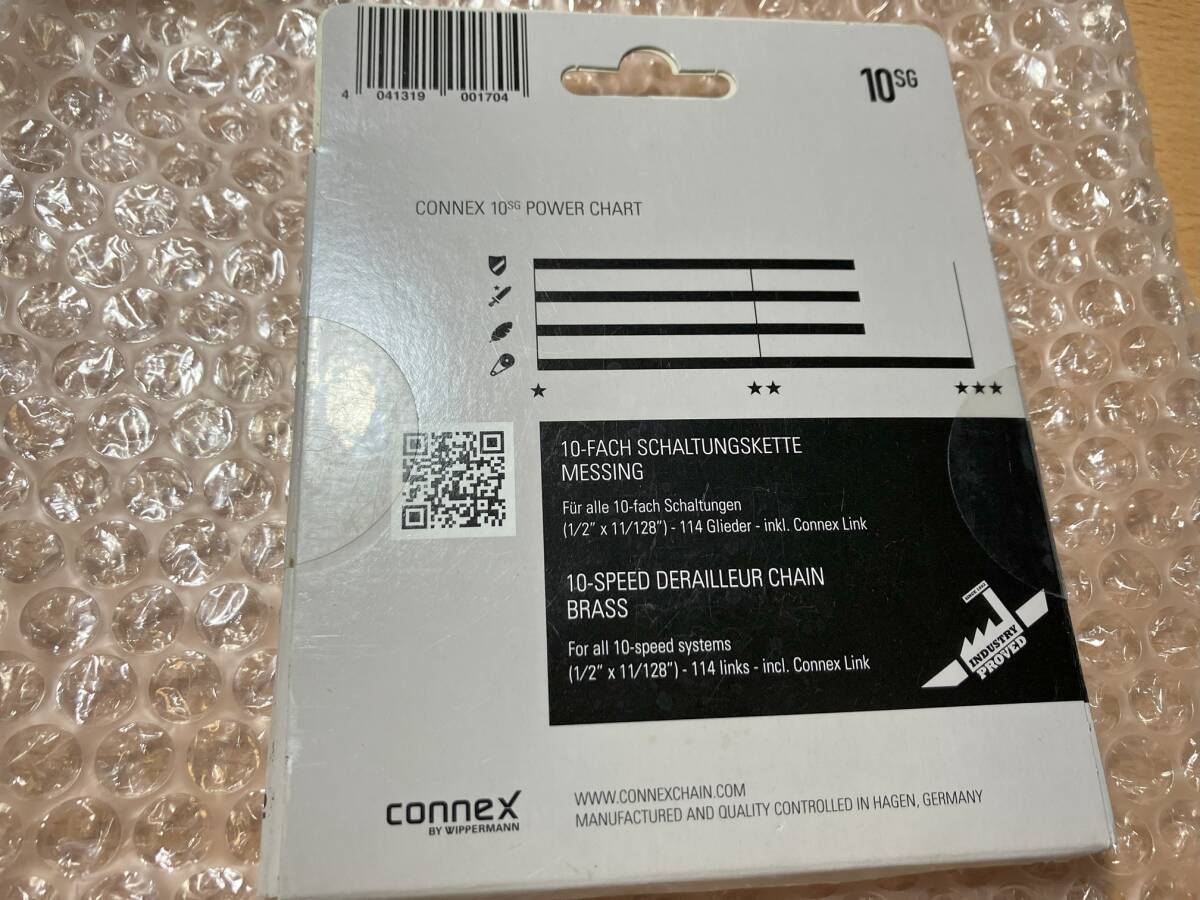 4 041319 001704
10SG
CONNEX 10SG POWER CHART
★
★★
★★★
10-FACH SCHALTUNGSKETTE
MESSING
Für alle 10-fach Schaltungen
(1/2" x 11/128") - 114 Glieder - inkl. Connex Link
10-SPEED DERAILLEUR CHAIN
BRASS
For all 10-speed systems
(1/2" x 11/128") - 114 links - incl. Connex Link
INDUSTRY
PROVED
conneX
BY WIPPERMANN
WWW.CONNEXCHAIN.COM
MANUFACTURED AND QUALITY CONTROLLED IN HAGEN, GERMANY